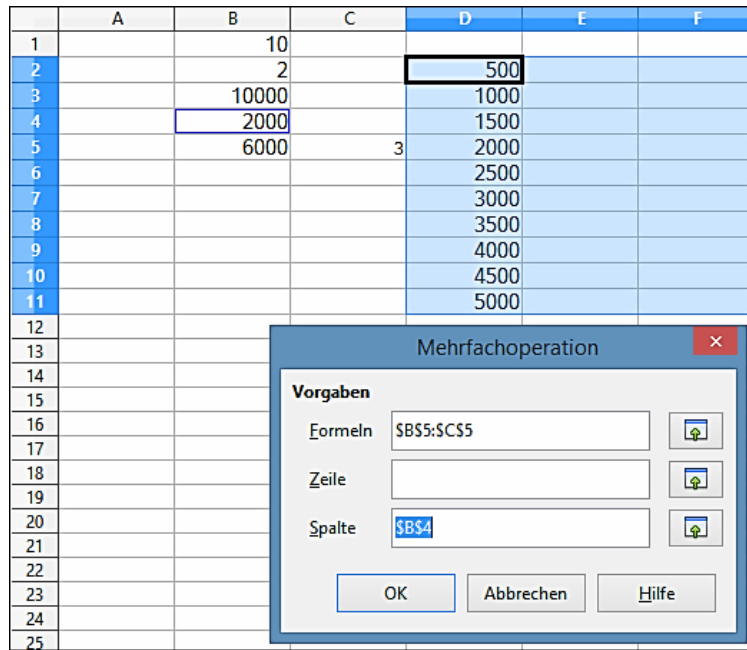 A B C D E F
1 10
2 2 500
3 10000 1000
4 2000 1500
5 6000 3 2000
6 2500
7 3000
8 3500
9 4000
10 4500
11 5000
12
13
14
15
16
17
18
19
20
21
22
23
24
25
Mehrfachoperation
Vorgaben
Formeln $B$5:$C$5
Zeile
Spalte $B$4
OK Abbrechen Hilfe